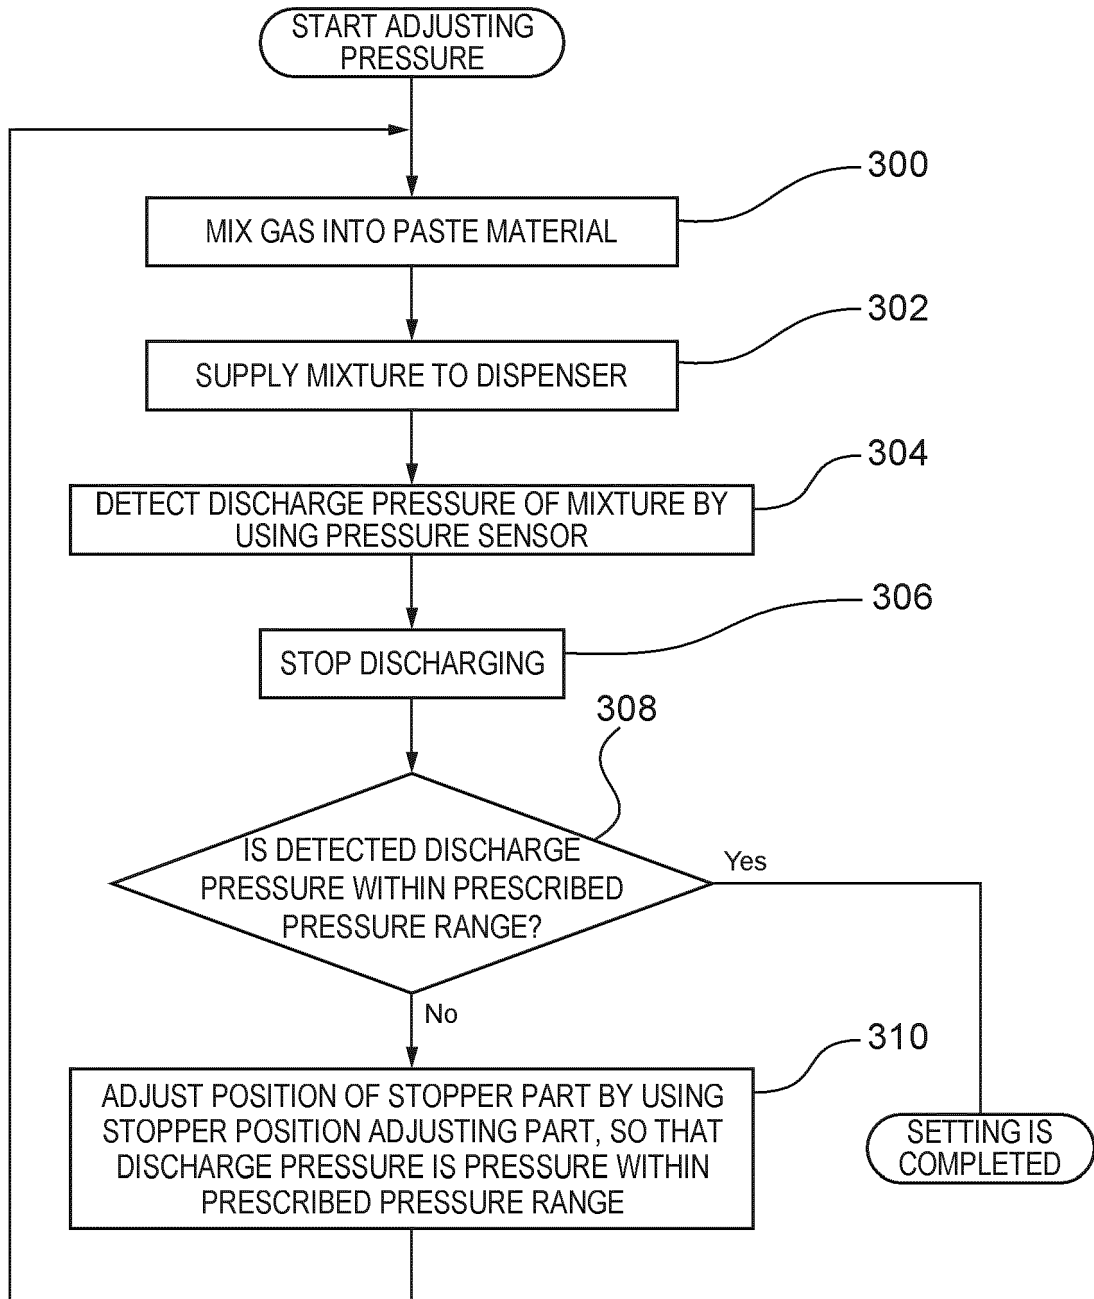 START ADJUSTING
PRESSURE
300
MIX GAS INTO PASTE MATERIAL
302
SUPPLY MIXTURE TO DISPENSER
304
DETECT DISCHARGE PRESSURE OF MIXTURE BY
USING PRESSURE SENSOR
306
STOP DISCHARGING
308
IS DETECTED DISCHARGE
PRESSURE WITHIN PRESCRIBED
PRESSURE RANGE?
Yes
No
310
ADJUST POSITION OF STOPPER PART BY USING
STOPPER POSITION ADJUSTING PART, SO THAT
DISCHARGE PRESSURE IS PRESSURE WITHIN
PRESCRIBED PRESSURE RANGE
SETTING IS
COMPLETED